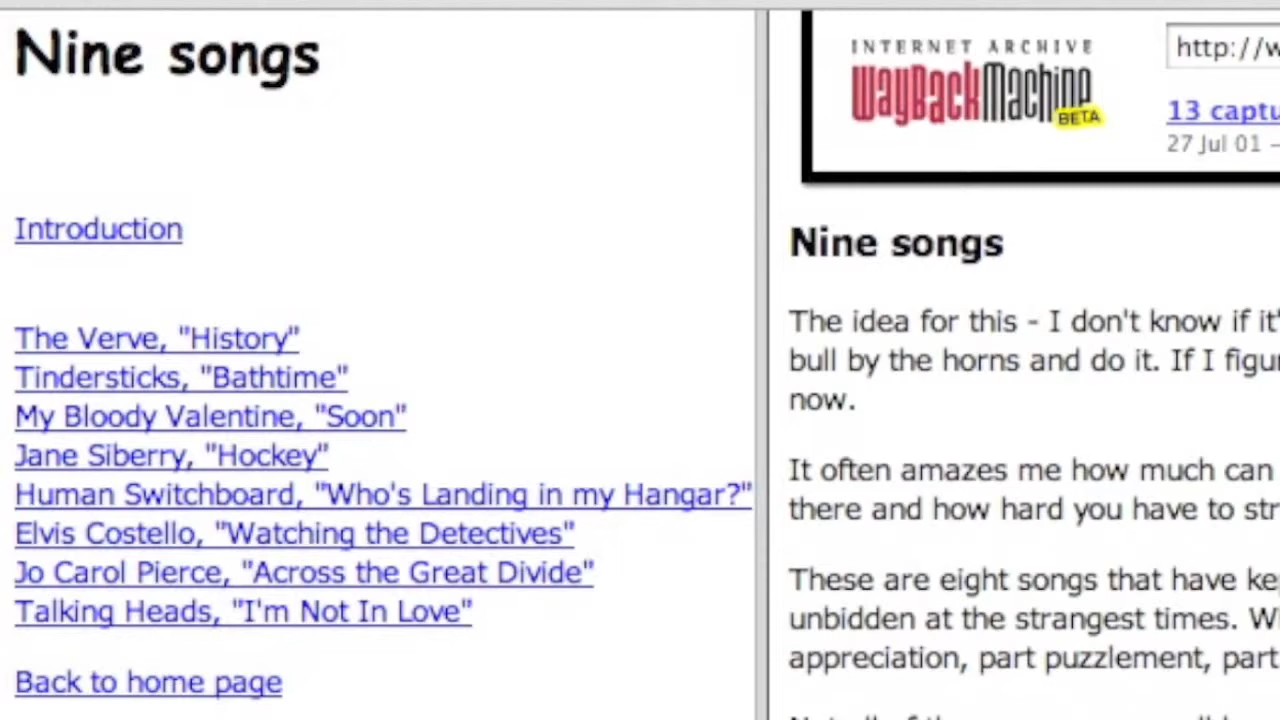 Nine songs
Introduction
The Verve, "History"
Tindersticks, "Bathtime"
My Bloody Valentine, "Soon"
Jane Siberry, "Hockey"
Human Switchboard, "Who's Landing in my Hangar?"
Elvis Costello, "Watching the Detectives"
Jo Carol Pierce, "Across the Great Divide"
Talking Heads, "I'm Not In Love"
Back to home page
INTERNET ARCHIVE
WayBackMachine
BETA
http://w
13 captu
27 Jul 01 –
Nine songs
The idea for this - I don't know if it'
bull by the horns and do it. If I figu
now.
It often amazes me how much can
there and how hard you have to str
These are eight songs that have ke
unbidden at the strangest times. W
appreciation, part puzzlement, part